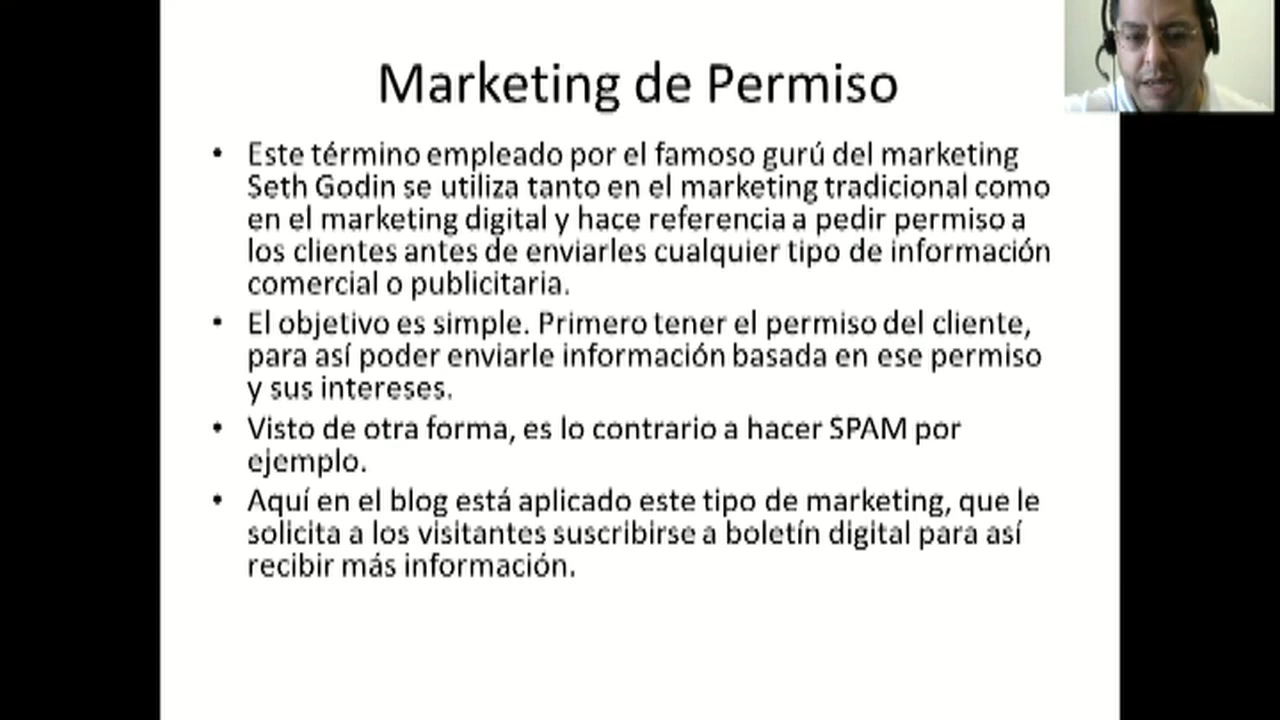 Marketing de Permiso
• Este término empleado por el famoso gurú del marketing
Seth Godin se utiliza tanto en el marketing tradicional como
en el marketing digital y hace referencia a pedir permiso a
los clientes antes de enviarles cualquier tipo de información
comercial o publicitaria.
• El objetivo es simple. Primero tener el permiso del cliente,
para así poder enviarle información basada en ese permiso
y sus intereses.
• Visto de otra forma, es lo contrario a hacer SPAM por
ejemplo.
• Aquí en el blog está aplicado este tipo de marketing, que le
solicita a los visitantes suscribirse a boletín digital para así
recibir más información.